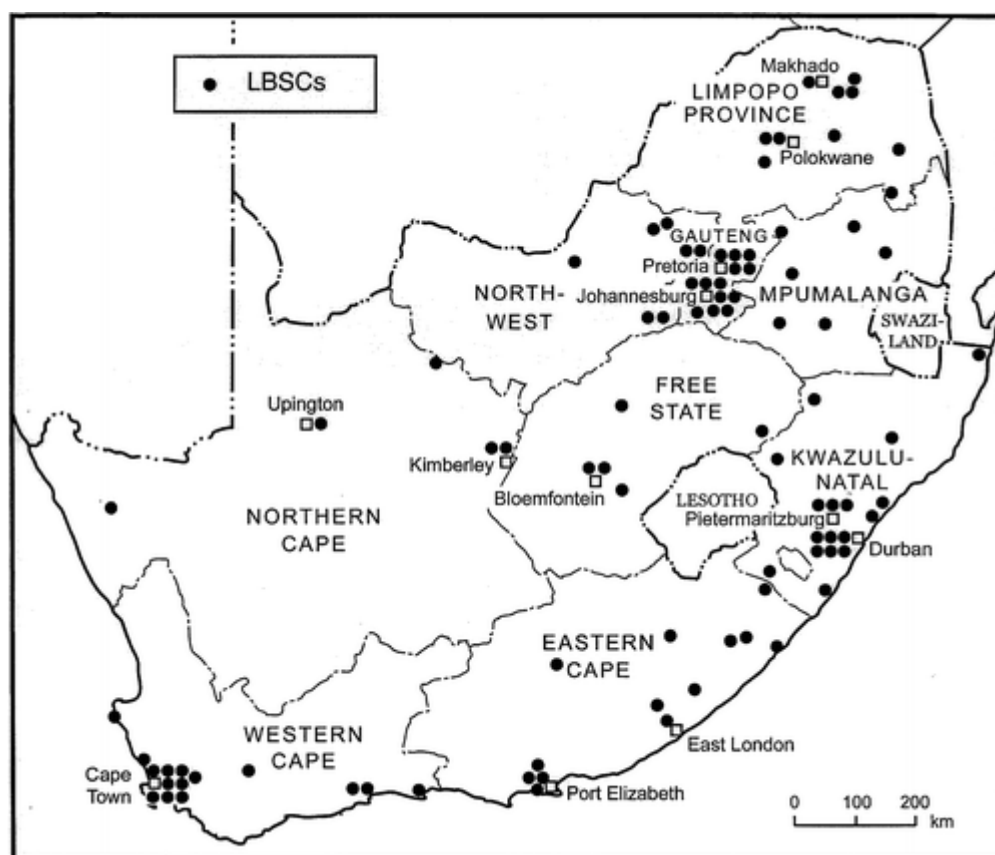 LBSCs
Makhado
LIMPOPO
PROVINCE
Polokwane
GAUTENG
Pretoria
Johannesburg
NORTH-
WEST
MPUMALANGA
SWAZI-
LAND
FREE
STATE
Upington
Kimberley
Bloemfontein
KWAZULU-
NATAL
LESOTHO
Pietermaritzburg
Durban
NORTHERN
CAPE
EASTERN
CAPE
WESTERN
CAPE
East London
Cape
Town
Port Elizabeth
0 100 200
km